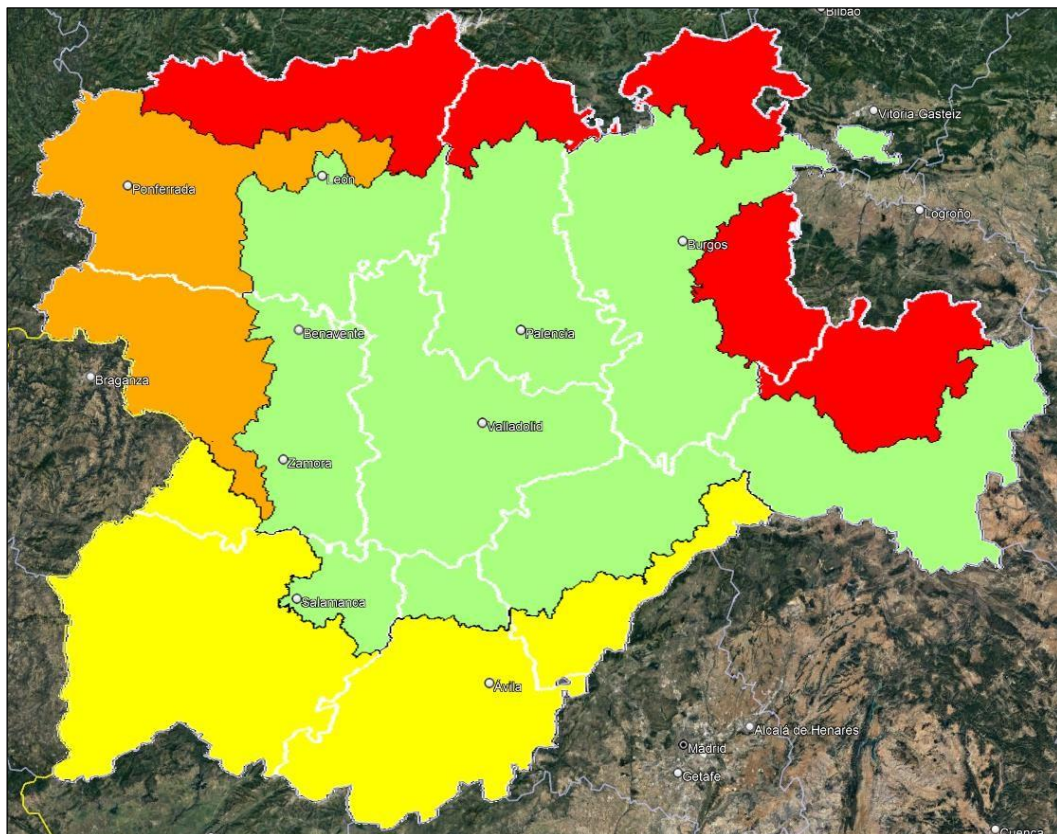 Bilbao
Vitoria-Gasteiz
León
Ponferrada
Logroño
Burgos
Benavente
Palencia
Braganza
Valladolid
Zamora
Salamanca
Ávila
Alcalá de Henares
Madrid
Getafe
Cuenca